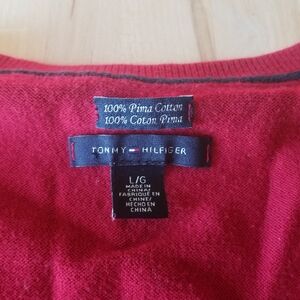 100% Pima Cotton
100% Coton Pima
TOMMY HILFIGER
L/G
MADE IN
CHINA/
FABRIQUÉ EN
CHINE/
HECHO EN
CHINA